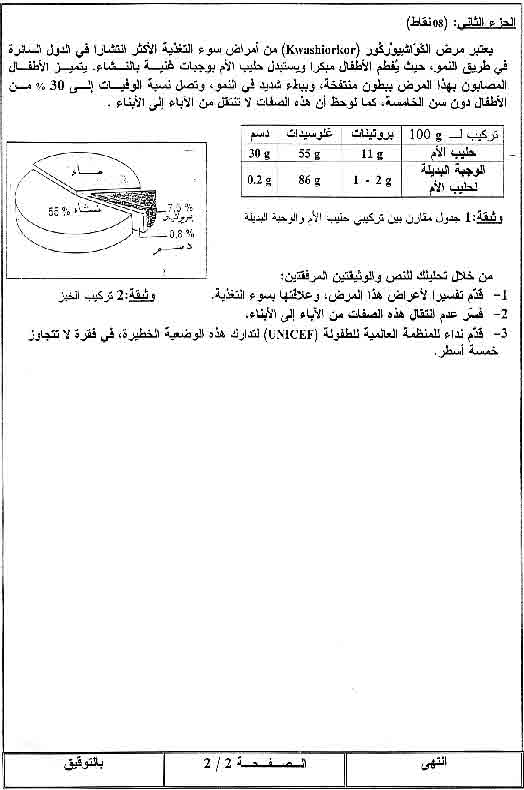 الجزء الثاني: (08 نقاط)
يعتبر مرض الكَوَاشْيُورْكُور (Kwashiorkor) من أمراض سوء التغذية الأكثر انتشارا في الدول السائرة
في طريق النمو، حيث يُفطم الأطفال مبكرا ويستبدل حليب الأم بوجبات غنية بالنشاء. يتميز الأطفال
المصابون بهذا المرض ببطون منتفخة، وببطء شديد في النمو، وتصل نسبة الوفيات إلى 30 % من
الأطفال دون سن الخامسة. كما لوحظ أن هذه الصفات لا تنتقل من الآباء إلى الأبناء .
تركيب لـ 100 g بروتينات غلوسيدات دسم
حليب الأم 11 g 55 g 30 g
الوجبة البديلة لحليب الأم 1 - 2 g 86 g 0.2 g
وثيقة:1 جدول مقارن بين تركيبي حليب الأم والوجبة البديلة
ماء
نشاء 55 %
بروتين
0,8 %
دسم
وثيقة:2 تركيب الخبز
من خلال تحليلك للنص والوثيقتين المرفقتين:
1- قدّم تفسيرا لأعراض هذا المرض، وعلاقتها بسوء التغذية.
2- فسّر عدم انتقال هذه الصفات من الآباء إلى الأبناء.
3- قدّم نداء للمنظمة العالمية للطفولة (UNICEF) لتدارك هذه الوضعية الخطيرة، في فقرة لا تتجاوز
خمسة أسطر.
انتهى الـصـفـحـة 2 / 2 بالتوفيق